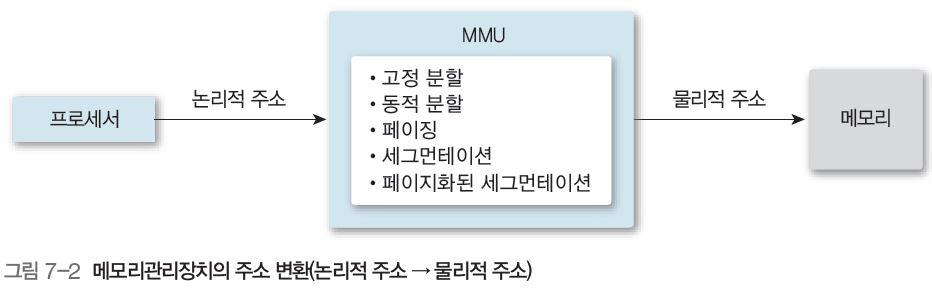 MMU
프로세서
논리적 주소
• 고정 분할
• 동적 분할
• 페이징
• 세그먼테이션
• 페이지화된 세그먼테이션
물리적 주소
메모리
그림 7-2 메모리관리장치의 주소 변환(논리적 주소 → 물리적 주소)